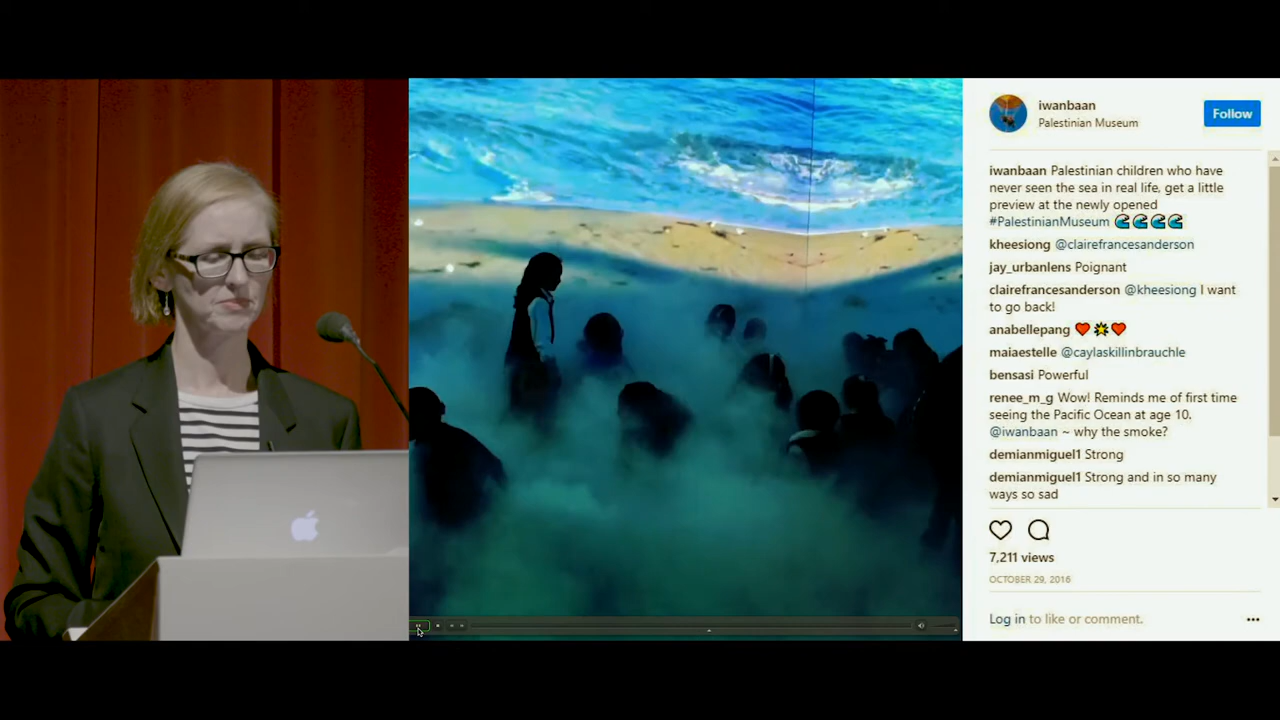 iwanbaan
Palestinian Museum
Follow
iwanbaan Palestinian children who have
never seen the sea in real life, get a little
preview at the newly opened
#PalestinianMuseum 🌊🌊🌊🌊
kheesiong @clairefrancesanderson
jay_urbanlens Poignant
clairefrancesanderson @kheesiong I want
to go back!
anabellepang ❤️💥❤️
maiaestelle @caylaskillinbrauchle
bensasi Powerful
renee_m_g Wow! Reminds me of first time
seeing the Pacific Ocean at age 10.
@iwanbaan ~ why the smoke?
demianmiguel1 Strong
demianmiguel1 Strong and in so many
ways so sad
7,211 views
OCTOBER 29, 2016
Log in to like or comment.